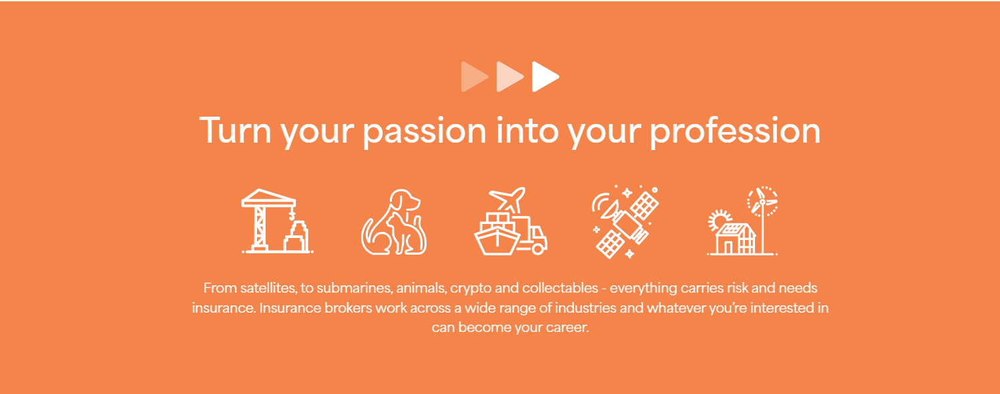 Turn your passion into your profession
From satellites, to submarines, animals, crypto and collectables - everything carries risk and needs
insurance. Insurance brokers work across a wide range of industries and whatever you’re interested in
can become your career.